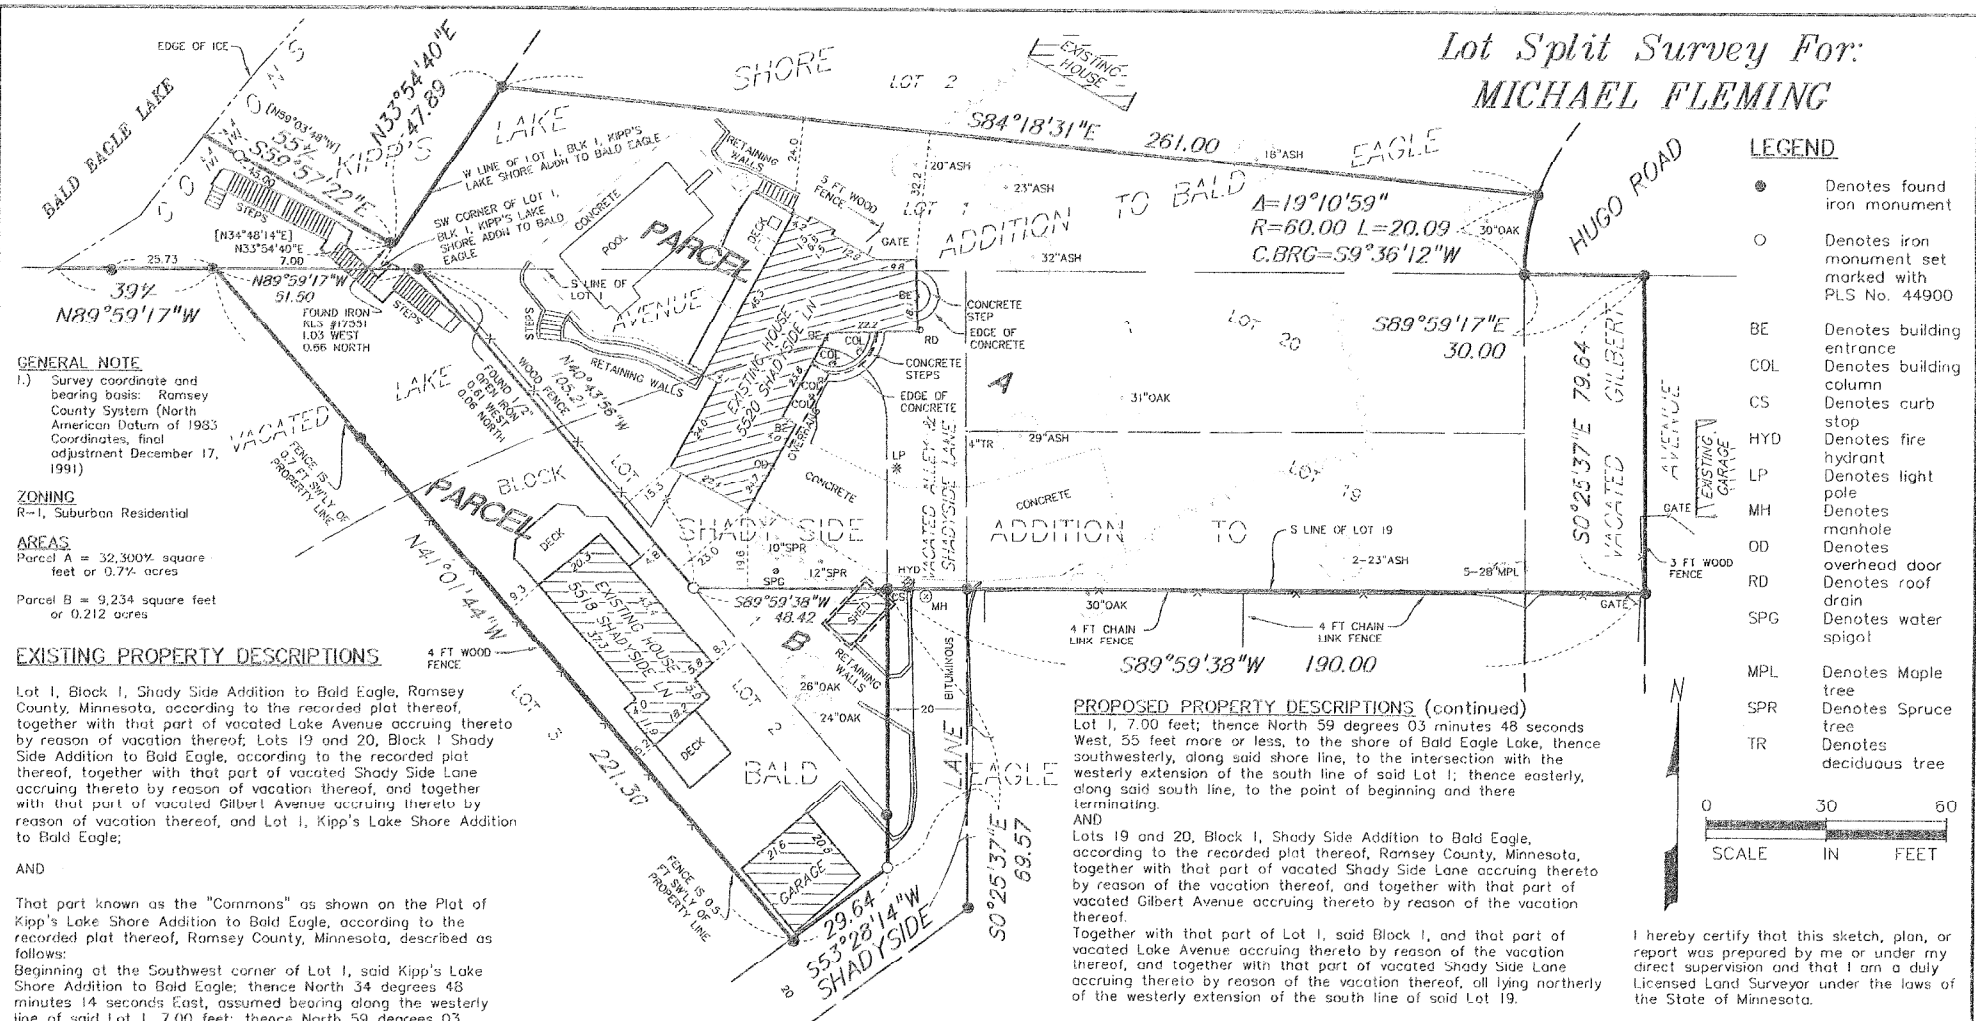 Lot Split Survey For:
MICHAEL FLEMING
EDGE OF ICE
BALD EAGLE LAKE
COMMONS
[N59°03'48"W]
55±
S59°57'22"E
45.00
N33°54'40"E
47.89
KIPP'S
LAKE
SHORE
LOT 2
EXISTING
HOUSE
S84°18'31"E 261.00
ADDITION TO BALD EAGLE
W LINE OF LOT 1, BLK 1, KIPP'S
LAKE SHORE ADDN TO BALD EAGLE
SW CORNER OF LOT 1,
BLK 1, KIPP'S LAKE
SHORE ADDN TO BALD
EAGLE
RETAINING
WALLS
24.0
32.2
20"ASH
18"ASH
23"ASH
32"ASH
30"OAK
5 FT WOOD
FENCE
GATE
LOT 1
Δ=19°10'59"
R=60.00 L=20.09
C.BRG=S9°36'12"W
HUGO ROAD
STEPS
[N34°48'14"E]
N33°54'40"E
7.00
25.73
39±
N89°59'17"W
N89°59'17"W
51.50
FOUND IRON
RLS #17551
1.03 WEST
0.66 NORTH
STEPS
CONCRETE
POOL
DECK
PARCEL
A
S LINE OF
LOT 1
AVENUE
STEPS
RETAINING WALLS
N40°43'56"W
105.21
WOOD FENCE
FOUND 1/2"
OPEN IRON
0.61 WEST
0.06 NORTH
EXISTING HOUSE
5520 SHADYSIDE LN
OVERHANG
BE
COL
RD
OD
CONCRETE
STEP
EDGE OF
CONCRETE
CONCRETE
STEPS
EDGE OF
CONCRETE
LOT 20
S89°59'17"E
30.00
31"OAK
29"ASH
4"TR
LP
LOT 19
S0°25'37"E 79.64
VACATED GILBERT
AVENUE
EXISTING
GARAGE
GATE
3 FT WOOD
FENCE
VACATED
LAKE
FENCE IS
0.7 FT SW'LY OF
PROPERTY LINE
BLOCK
LOT 1
PARCEL
B
SHADY SIDE ADDITION TO
CONCRETE
CONCRETE
VACATED ALLEY
SHADYSIDE LANE
S LINE OF LOT 19
2-23"ASH
5-28"MPL
GATE
10"SPR
12"SPR
SPG
HYD
CS
MH
S89°59'38"W
48.42
SHED
RETAINING
WALLS
30"OAK
4 FT CHAIN
LINK FENCE
4 FT CHAIN
LINK FENCE
S89°59'38"W 190.00
DECK
EXISTING HOUSE
5518 SHADYSIDE LN
DECK
N41°01'44"W
221.30
4 FT WOOD
FENCE
LOT 3
LOT 2
26"OAK
24"OAK
BITUMINOUS
20
LANE
BALD EAGLE
GARAGE
21.6
20.6
FENCE IS 0.5
FT SW'LY OF
PROPERTY LINE
29.64
S53°28'14"W
SHADYSIDE
20
S0°25'37"E
69.57
GENERAL NOTE
1.) Survey coordinate and
bearing basis: Ramsey
County System (North
American Datum of 1983
Coordinates, final
adjustment December 17,
1991)
ZONING
R-1, Suburban Residential
AREAS
Parcel A = 32,300± square
feet or 0.7± acres
Parcel B = 9,234 square feet
or 0.212 acres
EXISTING PROPERTY DESCRIPTIONS
Lot 1, Block 1, Shady Side Addition to Bald Eagle, Ramsey
County, Minnesota, according to the recorded plat thereof,
together with that part of vacated Lake Avenue accruing thereto
by reason of vacation thereof; Lots 19 and 20, Block 1 Shady
Side Addition to Bald Eagle, according to the recorded plat
thereof, together with that part of vacated Shady Side Lane
accruing thereto by reason of vacation thereof, and together
with that part of vacated Gilbert Avenue accruing thereto by
reason of vacation thereof, and Lot 1, Kipp's Lake Shore Addition
to Bald Eagle;
AND
That part known as the "Commons" as shown on the Plat of
Kipp's Lake Shore Addition to Bald Eagle, according to the
recorded plat thereof, Ramsey County, Minnesota, described as
follows:
Beginning at the Southwest corner of Lot 1, said Kipp's Lake
Shore Addition to Bald Eagle; thence North 34 degrees 48
minutes 14 seconds East, assumed bearing along the westerly
line of said Lot 1, 7.00 feet; thence North 59 degrees 03
PROPOSED PROPERTY DESCRIPTIONS (continued)
Lot 1, 7.00 feet; thence North 59 degrees 03 minutes 48 seconds
West, 55 feet more or less, to the shore of Bald Eagle Lake, thence
southwesterly, along said shore line, to the intersection with the
westerly extension of the south line of said Lot 1; thence easterly,
along said south line, to the point of beginning and there
terminating.
AND
Lots 19 and 20, Block 1, Shady Side Addition to Bald Eagle,
according to the recorded plat thereof, Ramsey County, Minnesota,
together with that part of vacated Shady Side Lane accruing thereto
by reason of the vacation thereof, and together with that part of
vacated Gilbert Avenue accruing thereto by reason of the vacation
thereof.
Together with that part of Lot 1, said Block 1, and that part of
vacated Lake Avenue accruing thereto by reason of the vacation
thereof, and together with that part of vacated Shady Side Lane
accruing thereto by reason of the vacation thereof, all lying northerly
of the westerly extension of the south line of said Lot 19.
LEGEND
Denotes found
iron monument
Denotes iron
monument set
marked with
PLS No. 44900
BE Denotes building
entrance
COL Denotes building
column
CS Denotes curb
stop
HYD Denotes fire
hydrant
LP Denotes light
pole
MH Denotes
manhole
OD Denotes
overhead door
RD Denotes roof
drain
SPG Denotes water
spigot
MPL Denotes Maple
tree
SPR Denotes Spruce
tree
TR Denotes
deciduous tree
N
0 30 60
SCALE IN FEET
I hereby certify that this sketch, plan, or
report was prepared by me or under my
direct supervision and that I am a duly
Licensed Land Surveyor under the laws of
the State of Minnesota.